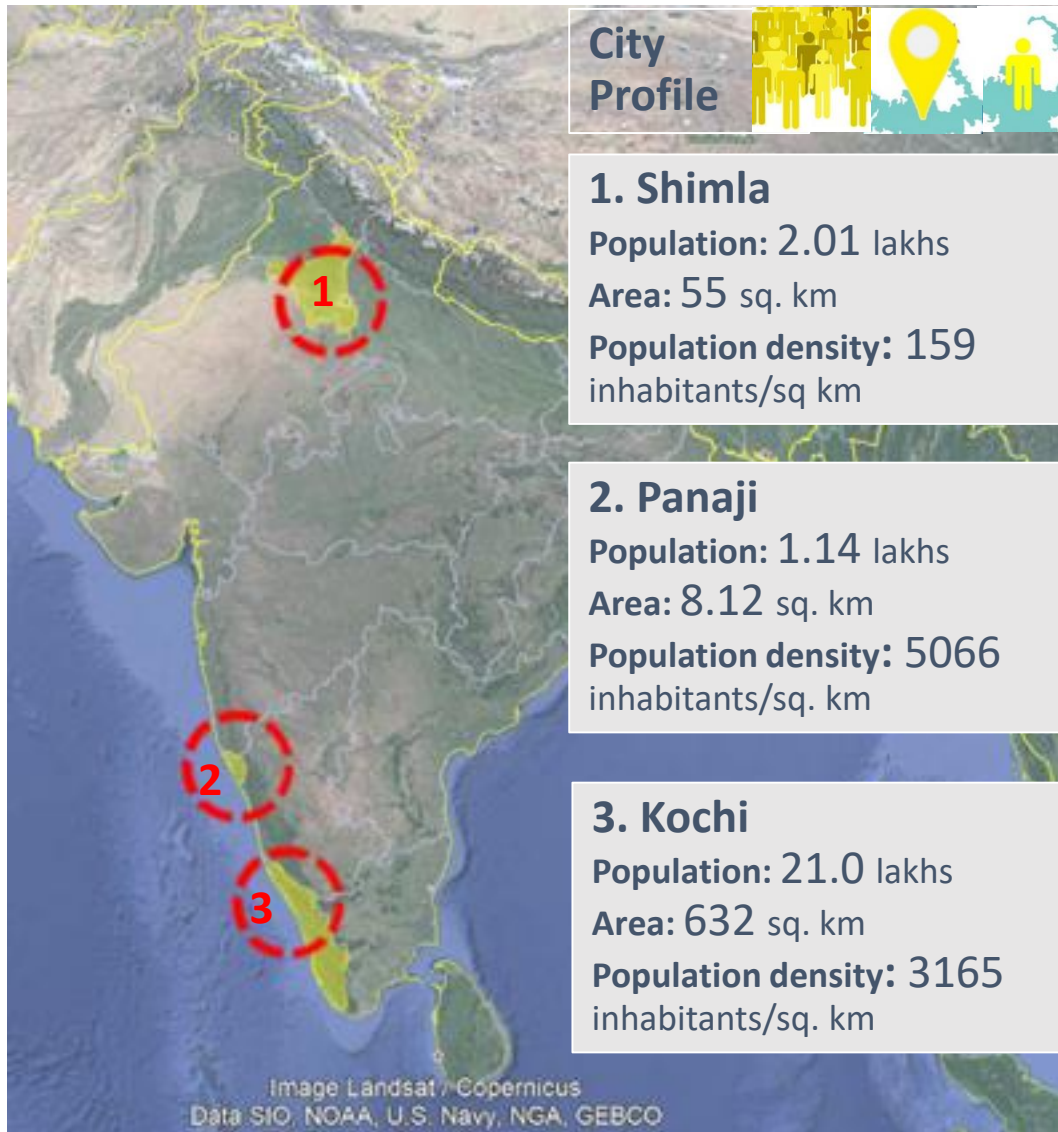 City
Profile
1. Shimla
Population: 2.01 lakhs
Area: 55 sq. km
Population density: 159
inhabitants/sq km
2. Panaji
Population: 1.14 lakhs
Area: 8.12 sq. km
Population density: 5066
inhabitants/sq. km
3. Kochi
Population: 21.0 lakhs
Area: 632 sq. km
Population density: 3165
inhabitants/sq. km
1
2
3
Image Landsat / Copernicus
Data SIO, NOAA, U.S. Navy, NGA, GEBCO